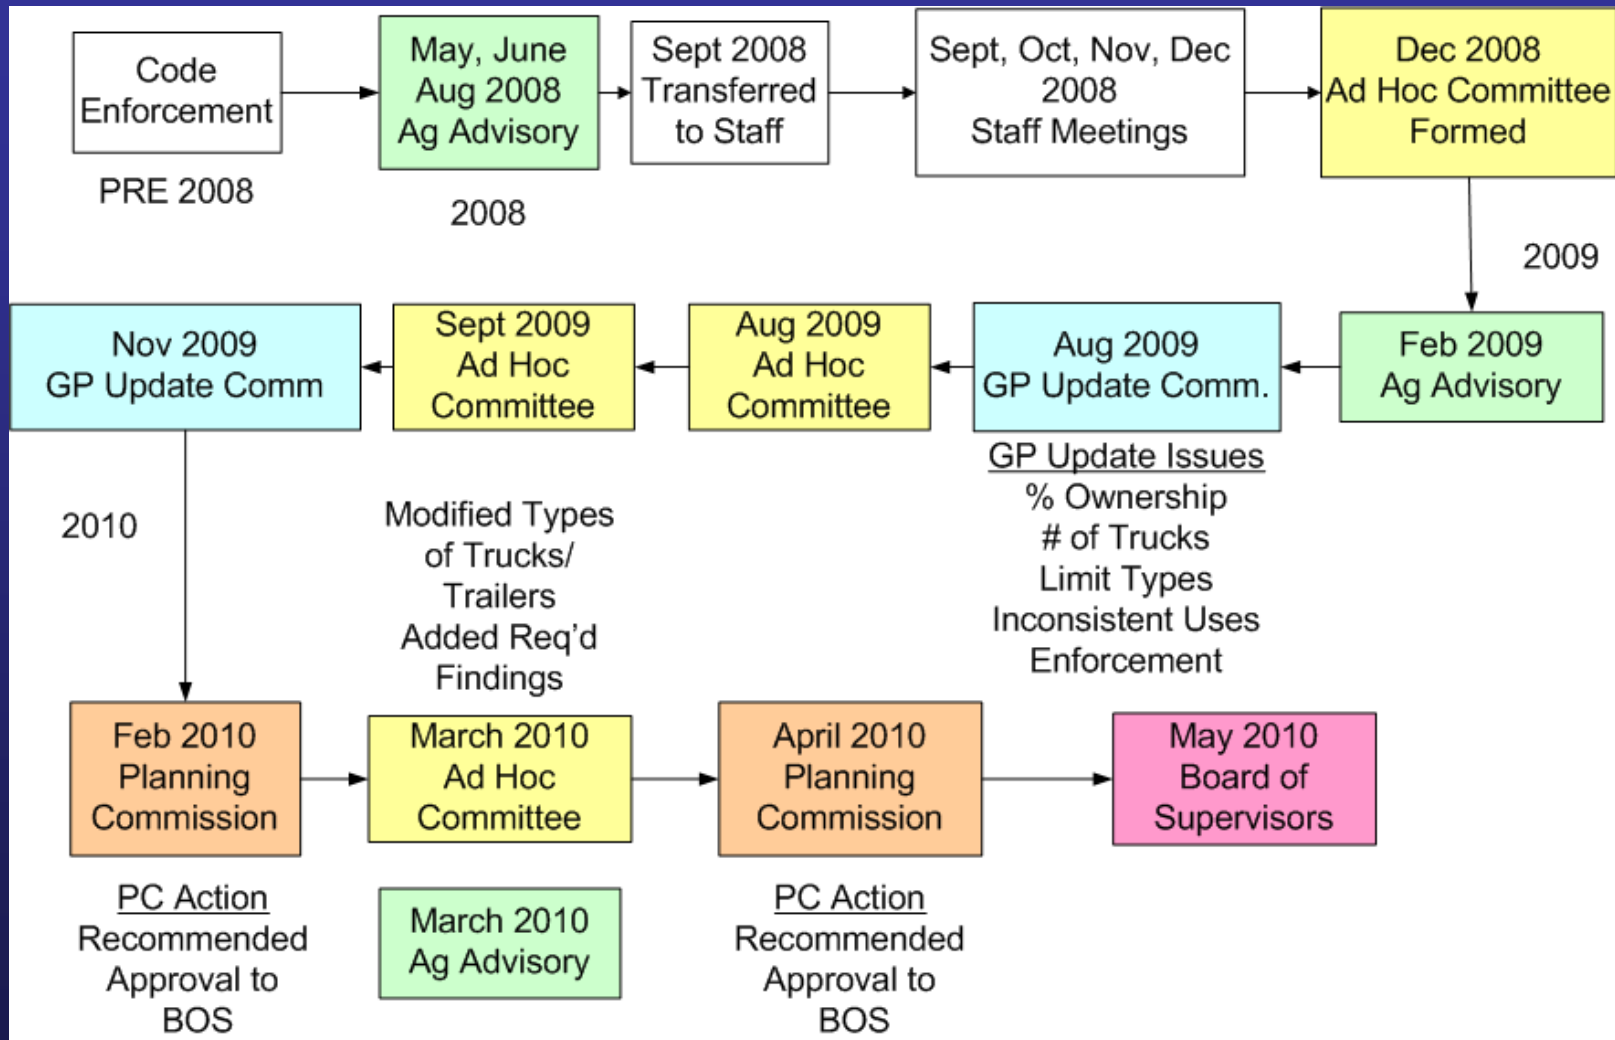 Code
Enforcement
PRE 2008
May, June
Aug 2008
Ag Advisory
2008
Sept 2008
Transferred
to Staff
Sept, Oct, Nov, Dec
2008
Staff Meetings
Dec 2008
Ad Hoc Committee
Formed
2009
Feb 2009
Ag Advisory
Aug 2009
GP Update Comm.
GP Update Issues
% Ownership
# of Trucks
Limit Types
Inconsistent Uses
Enforcement
Aug 2009
Ad Hoc
Committee
Sept 2009
Ad Hoc
Committee
Nov 2009
GP Update Comm
2010
Modified Types
of Trucks/
Trailers
Added Req'd
Findings
Feb 2010
Planning
Commission
PC Action
Recommended
Approval to
BOS
March 2010
Ad Hoc
Committee
March 2010
Ag Advisory
April 2010
Planning
Commission
PC Action
Recommended
Approval to
BOS
May 2010
Board of
Supervisors